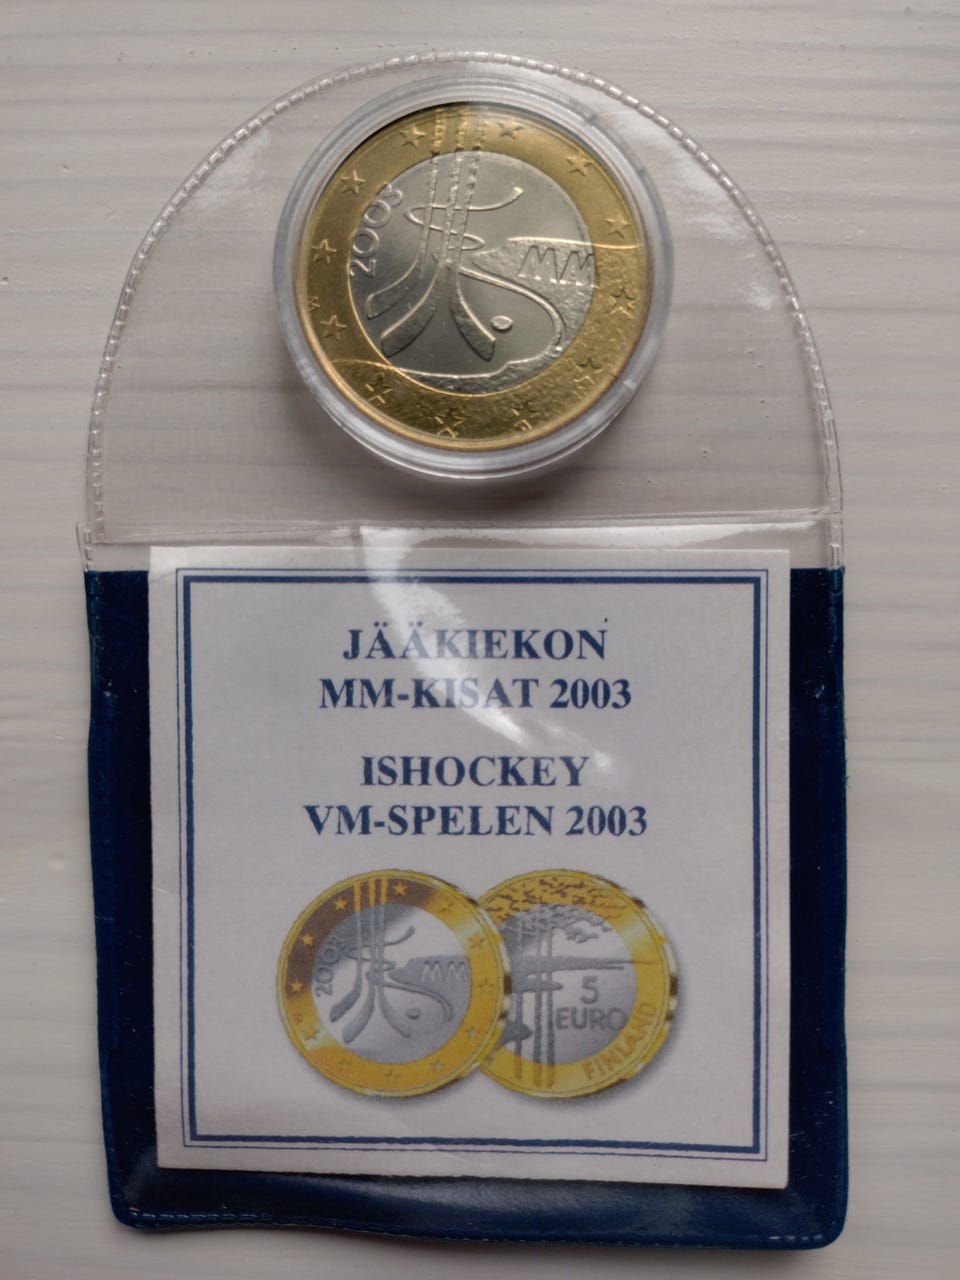 2003
MM
M
JÄÄKIEKON
MM-KISAT 2003
ISHOCKEY
VM-SPELEN 2003
2003
MM
5
EURO
FINLAND